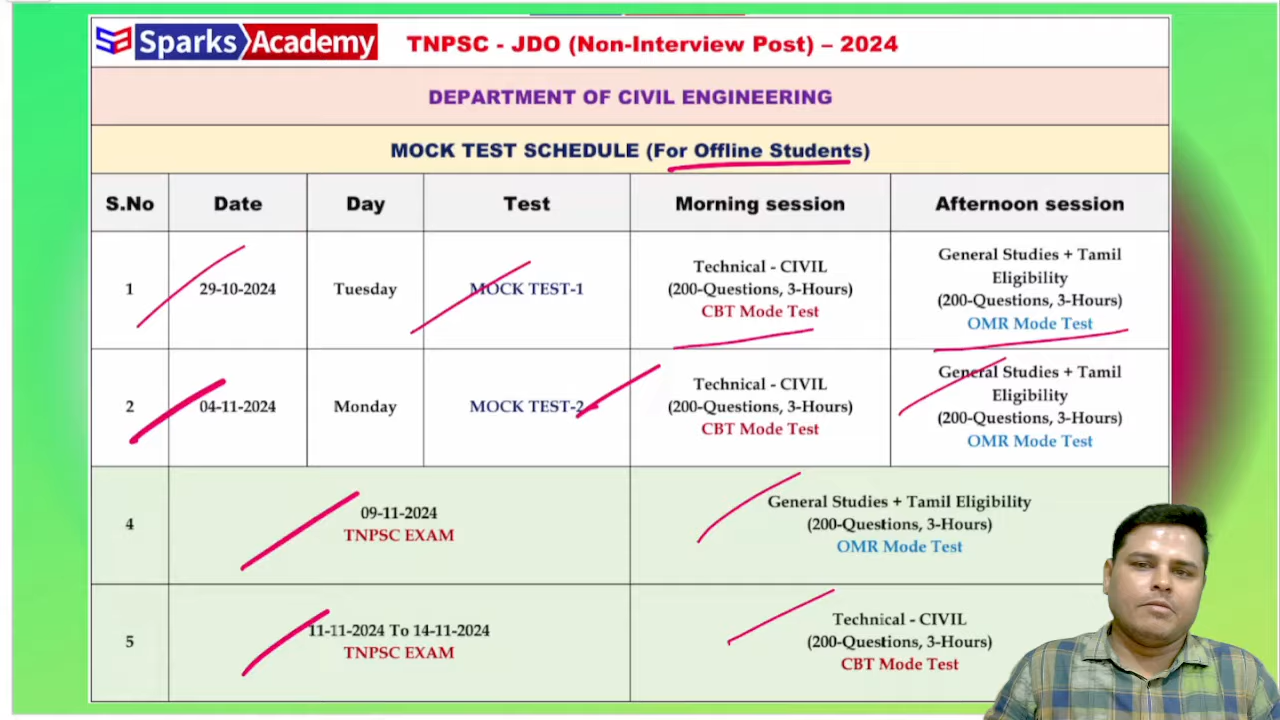 Sparks Academy TNPSC - JDO (Non-Interview Post) – 2024
DEPARTMENT OF CIVIL ENGINEERING
MOCK TEST SCHEDULE (For Offline Students)
S.No Date Day Test Morning session Afternoon session
1 29-10-2024 Tuesday MOCK TEST-1
Technical - CIVIL
(200-Questions, 3-Hours)
CBT Mode Test
General Studies + Tamil
Eligibility
(200-Questions, 3-Hours)
OMR Mode Test
2 04-11-2024 Monday MOCK TEST-2
Technical - CIVIL
(200-Questions, 3-Hours)
CBT Mode Test
General Studies + Tamil
Eligibility
(200-Questions, 3-Hours)
OMR Mode Test
4
09-11-2024
TNPSC EXAM
General Studies + Tamil Eligibility
(200-Questions, 3-Hours)
OMR Mode Test
5
11-11-2024 To 14-11-2024
TNPSC EXAM
Technical - CIVIL
(200-Questions, 3-Hours)
CBT Mode Test